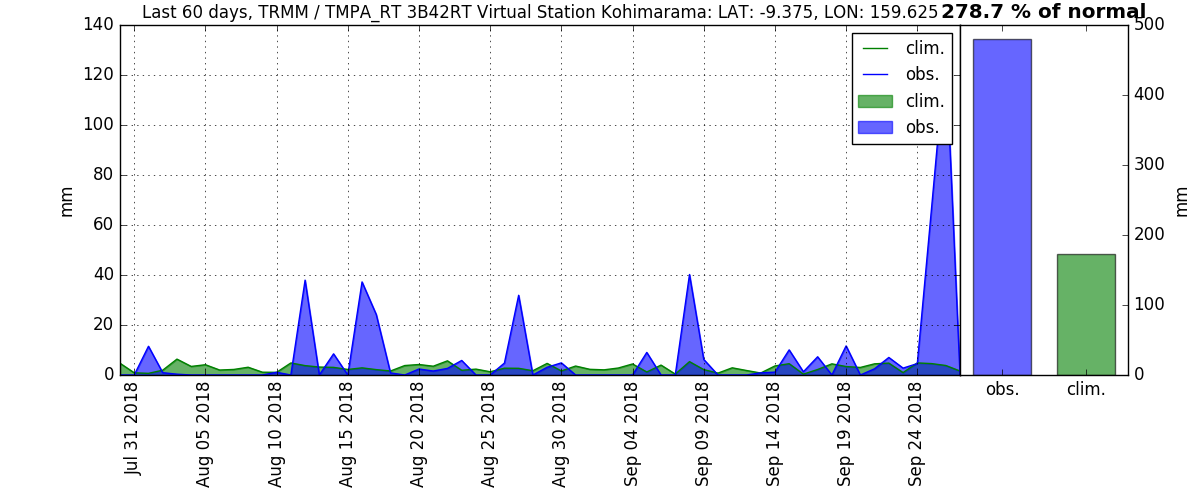 Last 60 days, TRMM / TMPA_RT 3B42RT Virtual Station Kohimarama: LAT: -9.375, LON: 159.625
278.7 % of normal
140
120
100
80
60
40
20
0
mm
clim.
obs.
clim.
obs.
500
400
300
200
100
0
mm
Jul 31 2018
Aug 05 2018
Aug 10 2018
Aug 15 2018
Aug 20 2018
Aug 25 2018
Aug 30 2018
Sep 04 2018
Sep 09 2018
Sep 14 2018
Sep 19 2018
Sep 24 2018
obs.
clim.